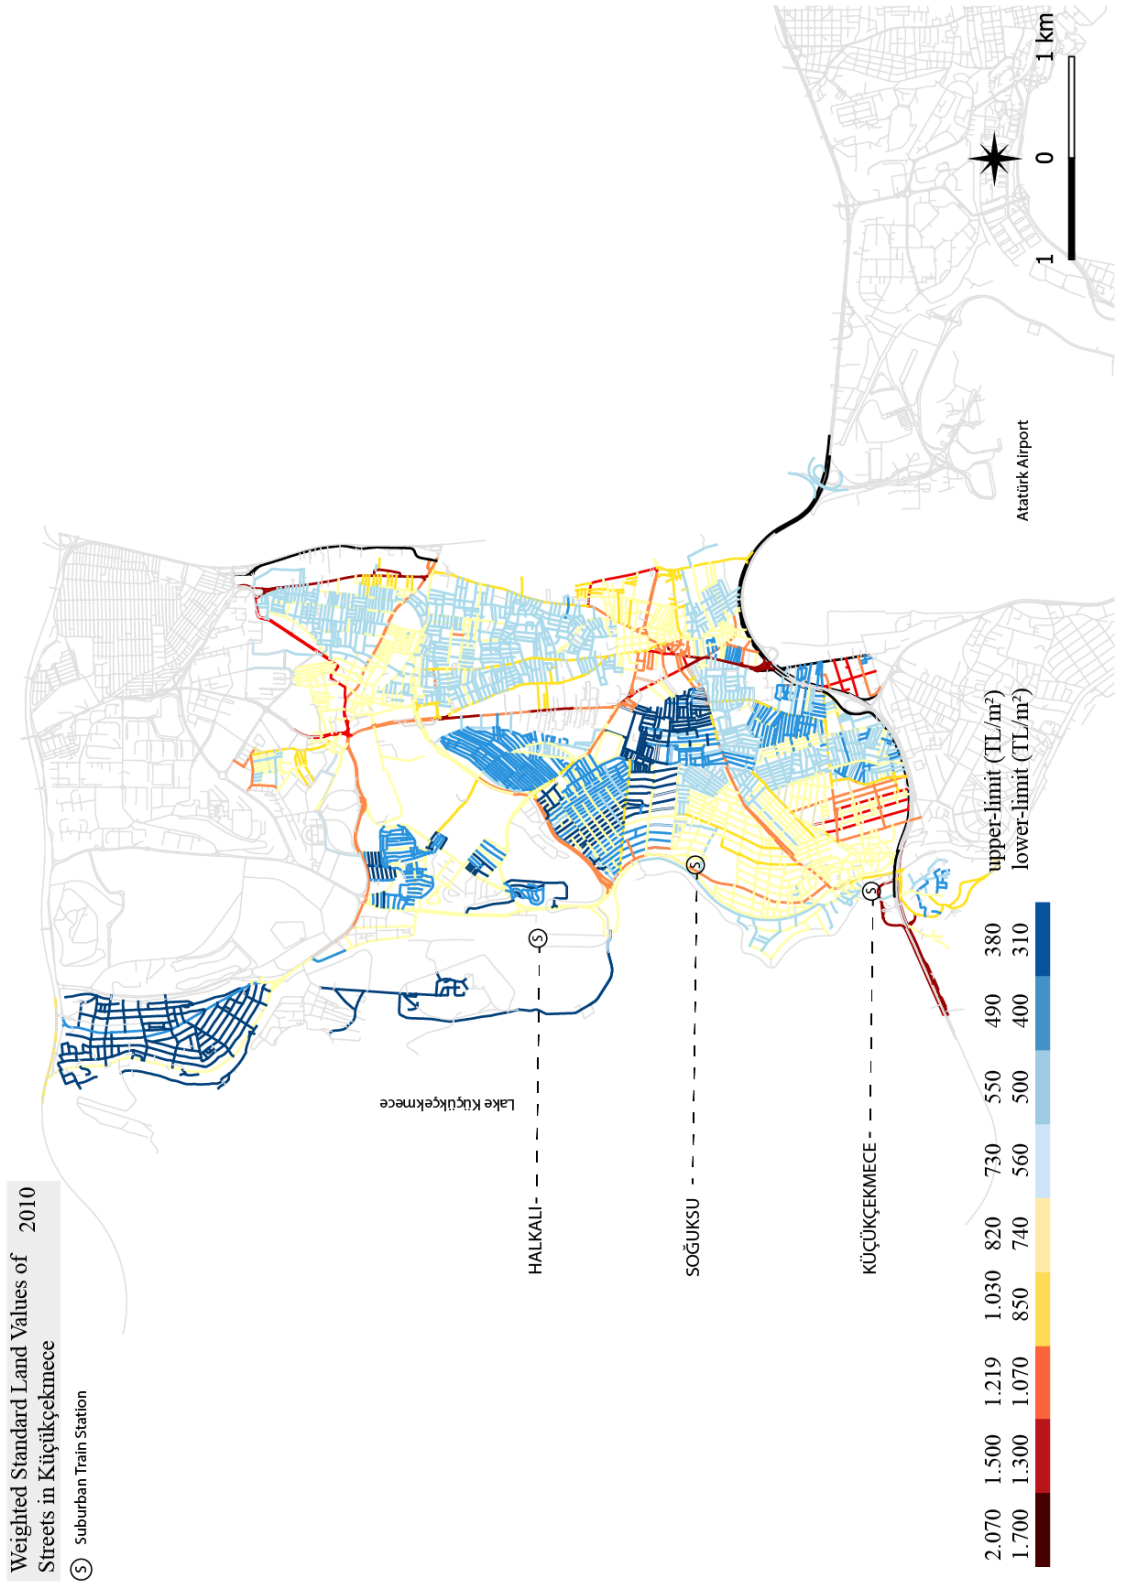 Weighted Standard Land Values of 2010
Streets in Küçükçekmece
S Suburban Train Station
Lake Küçükçekmece
HALKALI
S
SOĞUKSU
S
KÜÇÜKÇEKMECE
S
Atatürk Airport
1 0 1 km
2.070 1.500 1.219 1.030 820 730 550 490 380 upper-limit (TL/m²)
1.700 1.300 1.070 850 740 560 500 400 310 lower-limit (TL/m²)